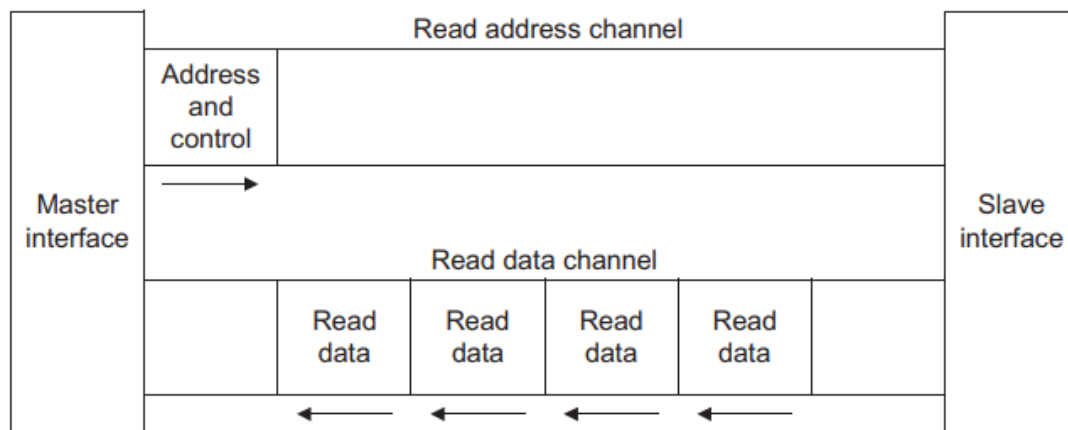 Read address channel
Address
and
control
Master
interface
Slave
interface
Read data channel
Read
data
Read
data
Read
data
Read
data